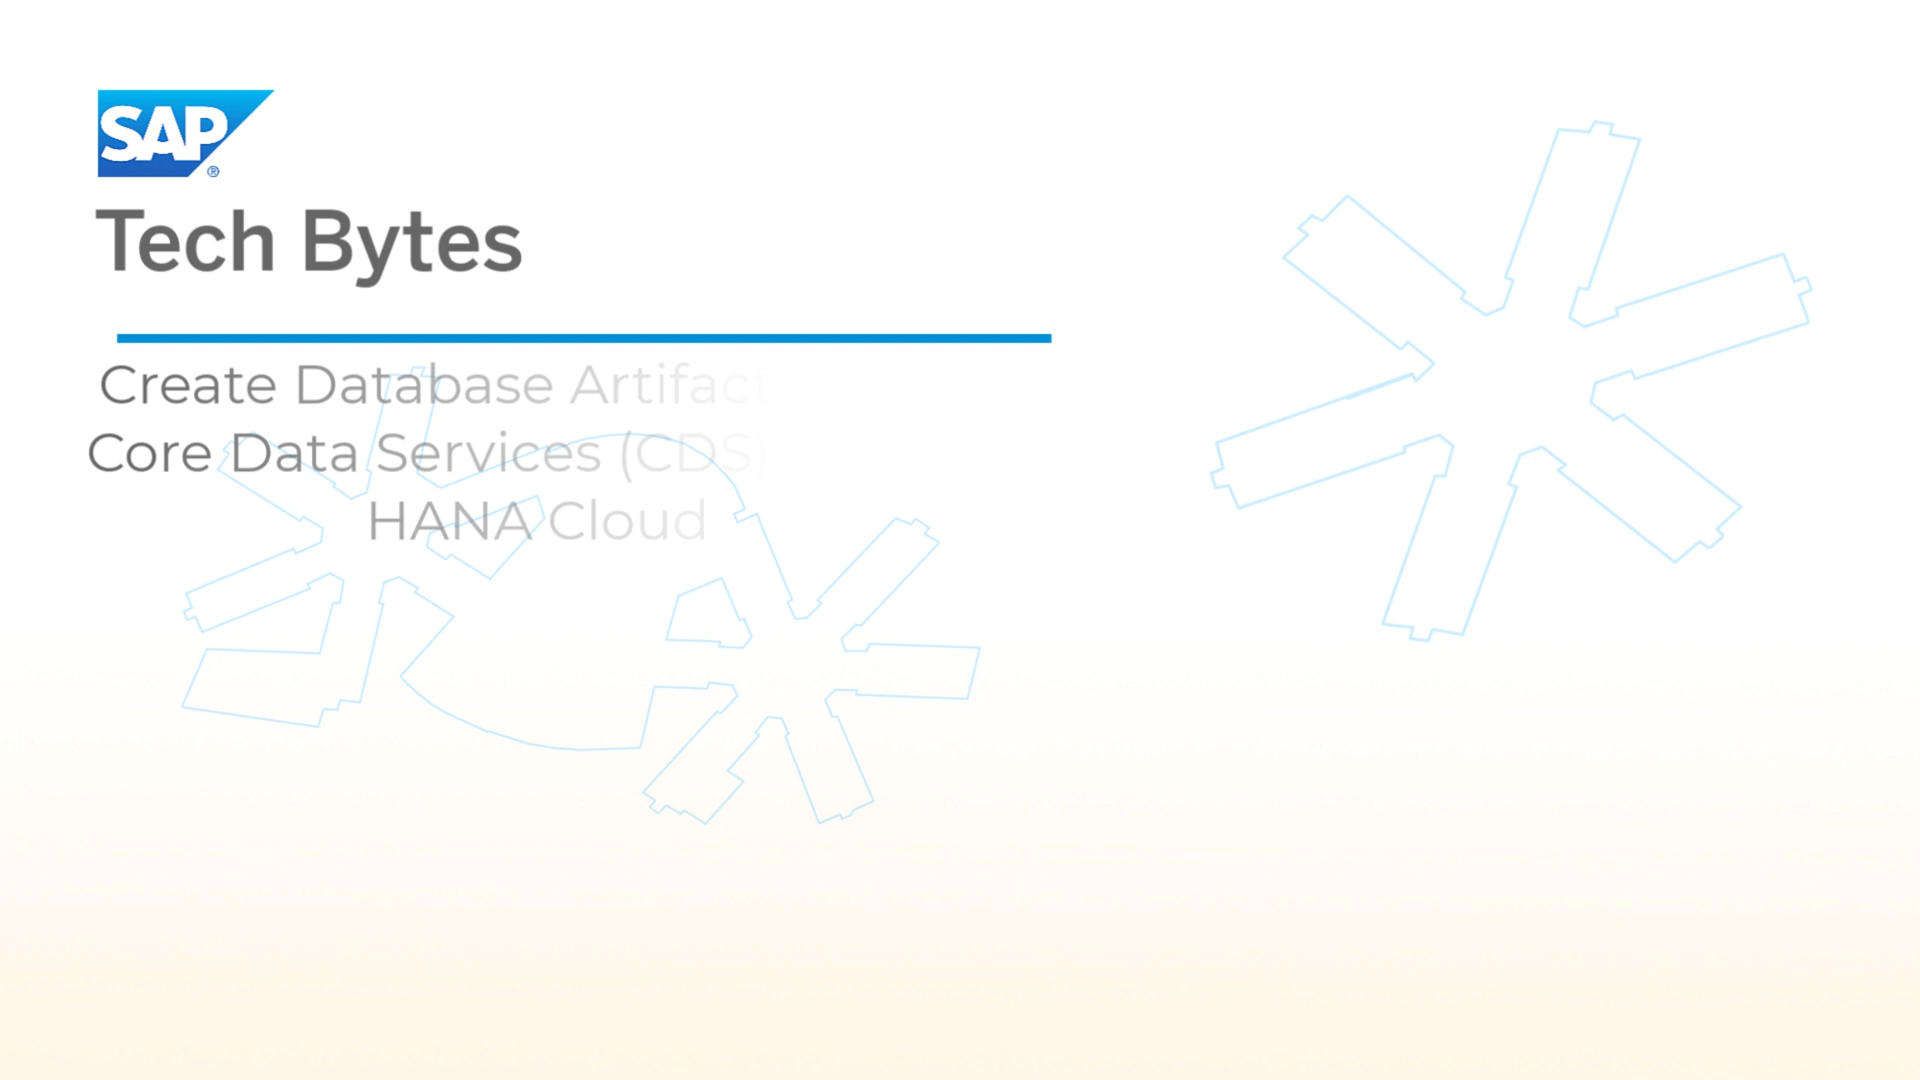 SAP
®
Tech Bytes
Create Database Artifact
Core Data Services (CDS)
HANA Cloud